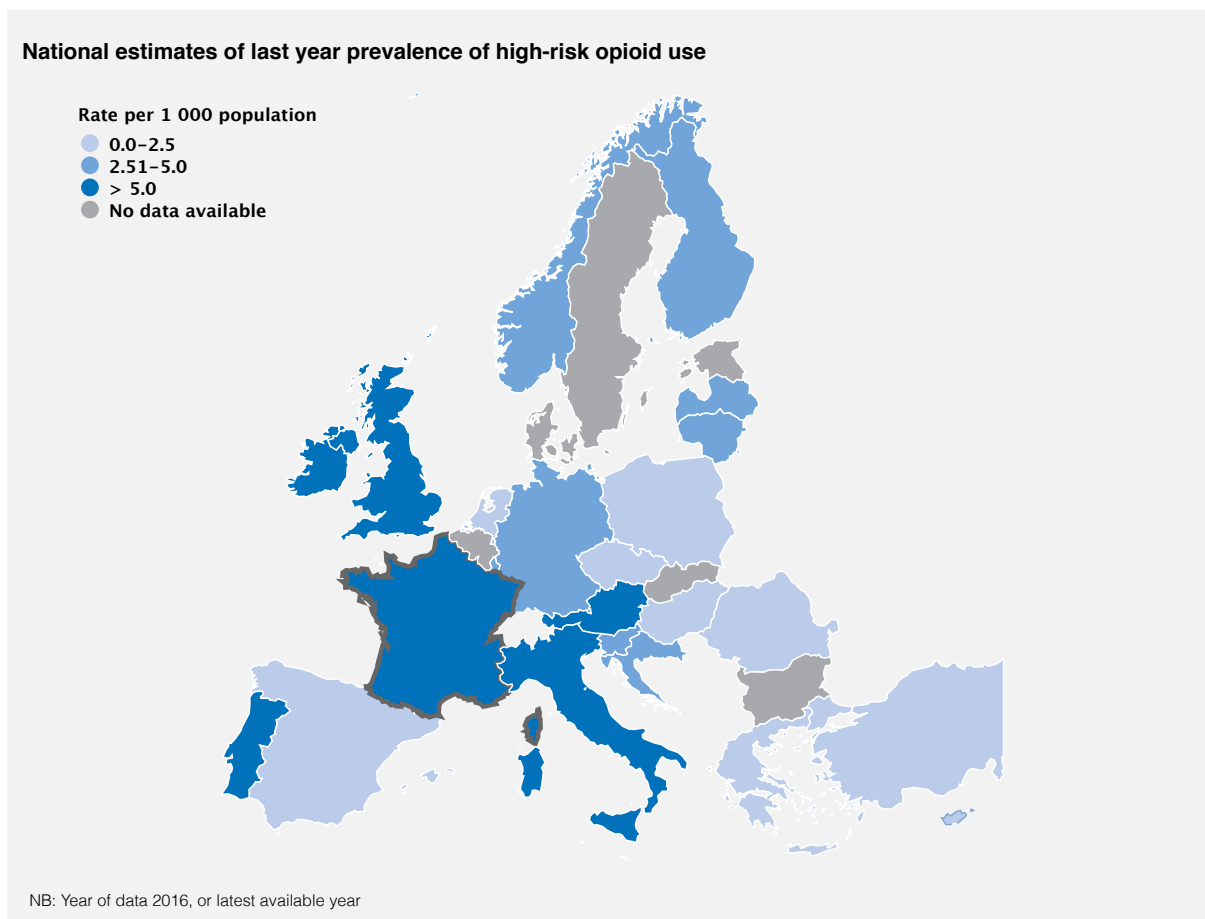 National estimates of last year prevalence of high-risk opioid use
Rate per 1 000 population
0.0–2.5
2.51–5.0
> 5.0
No data available
NB: Year of data 2016, or latest available year